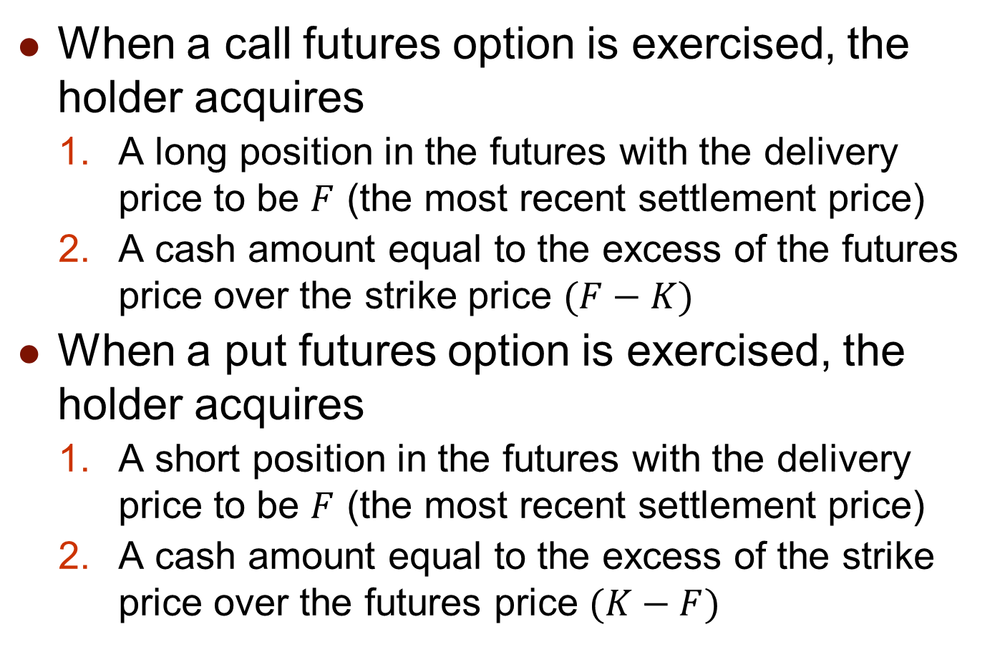 ● When a call futures option is exercised, the
holder acquires
1. A long position in the futures with the delivery
price to be F (the most recent settlement price)
2. A cash amount equal to the excess of the futures
price over the strike price (F − K)
● When a put futures option is exercised, the
holder acquires
1. A short position in the futures with the delivery
price to be F (the most recent settlement price)
2. A cash amount equal to the excess of the strike
price over the futures price (K − F)